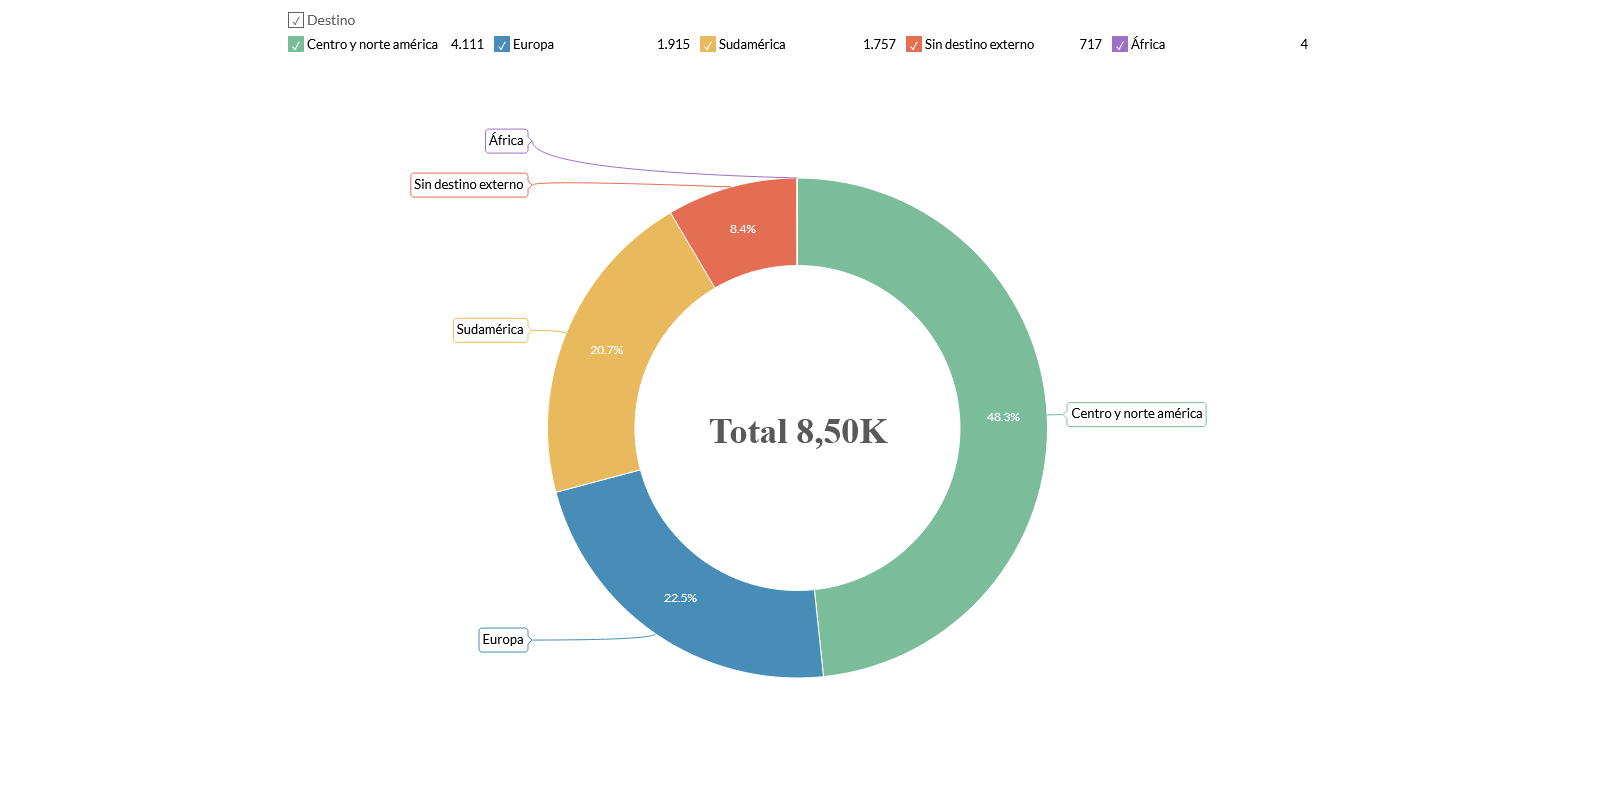 Destino
Centro y norte américa 4.111 Europa 1.915 Sudamérica 1.757 Sin destino externo 717 África 4
África
Sin destino externo
8.4%
Sudamérica
20.7%
Centro y norte américa
48.3%
Total 8,50K
22.5%
Europa